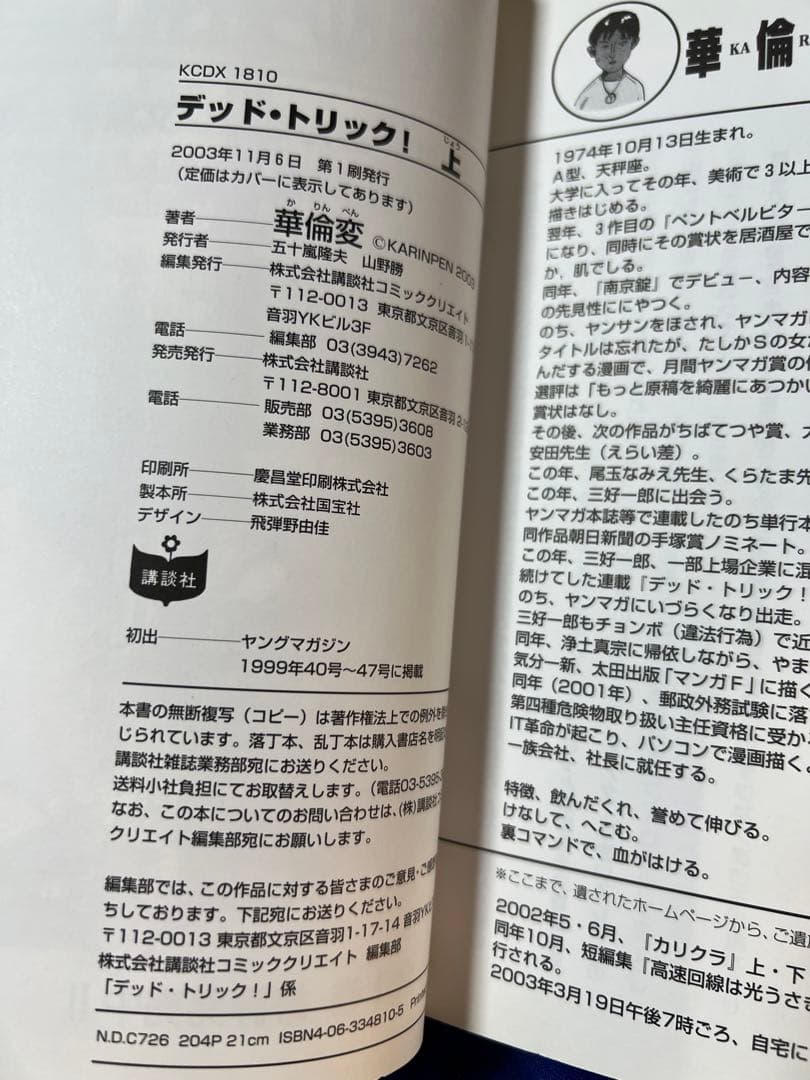 KCDX 1810
デッド・トリック! 上
じょう
2003年11月6日 第1刷発行
(定価はカバーに表示してあります)
か りん ぺん
著者 華倫変 ©KARINPEN 2003
発行者 五十嵐隆夫 山野勝
編集発行 株式会社講談社コミッククリエイト
〒112-0013 東京都文京区音羽1-
音羽YKビル3F
電話 編集部 03(3943)7262
発売発行 株式会社講談社
〒112-8001 東京都文京区音羽2-
電話 販売部 03(5395)3608
業務部 03(5395)3603
印刷所 慶昌堂印刷株式会社
製本所 株式会社国宝社
デザイン 飛弾野由佳
講談社
初出 ヤングマガジン
1999年40号〜47号に掲載
本書の無断複写(コピー)は著作権法上での例外を
じられています。落丁本、乱丁本は購入書店名を明記
講談社雑誌業務部宛にお送りください。
送料小社負担にてお取替えします。(電話03-5395-
なお、この本についてのお問い合わせは、(株)講談社
クリエイト編集部宛にお願いします。
編集部では、この作品に対する皆さまのご意見・ご感
ちしております。下記宛にお送りください。
〒112-0013 東京都文京区音羽1-17-14 音羽YK
株式会社講談社コミッククリエイト 編集部
「デッド・トリック!」係
N.D.C726 204P 21cm ISBN4-06-334810-5 Printed
華 KA 倫 R
1974年10月13日生まれ。
A型、天秤座。
大学に入ってその年、美術で3以上
描きはじめる。
翌年、3作目の『ベントベルビター
になり、同時にその賞状を居酒屋で
か、肌でしる。
同年、「南京錠」でデビュー、内容
の先見性ににやつく。
のち、ヤンサンをほされ、ヤンマガ
タイトルは忘れたが、たしかSの女
んだする漫画で、月間ヤンマガ賞の
選評は「もっと原稿を綺麗にあつかい
賞状はなし。
その後、次の作品がちばてつや賞、
安田先生(えらい差)。
この年、尾玉なみえ先生、くらたま先
この年、三好一郎に出会う。
ヤンマガ本誌等で連載したのち単行本
同作品朝日新聞の手塚賞ノミネート。
この年、三好一郎、一部上場企業に混
続けてした連載『デッド・トリック!
のち、ヤンマガにいづらくなり出走。
三好一郎もチョンボ(違法行為)で近
同年、浄土真宗に帰依しながら、やま
気分一新、太田出版「マンガF」に描く
同年(2001年)、郵政外務試験に落
第四種危険物取り扱い主任資格に受か
IT革命が起こり、パソコンで漫画描く
一族会社、社長に就任する。
特徴、飲んだくれ、誉めて伸びる。
けなして、へこむ。
裏コマンドで、血がはける。
※ここまで、遺されたホームページから、ご遺
2002年5・6月、『カリクラ』上・下
同年10月、短編集『高速回線は光うさぎ
行される。
2003年3月19日午後7時ごろ、自宅に